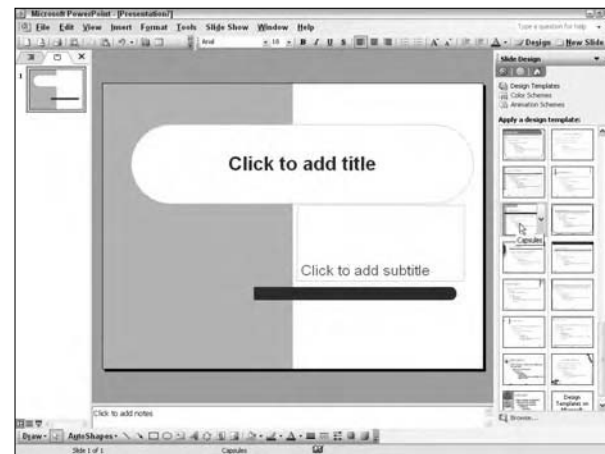 Microsoft PowerPoint - [Presentation7]
File Edit View Insert Format Tools Slide Show Window Help
Type a question for help
Arial 18 B I U S Design New Slide
Slide Design
1
Design Templates
Color Schemes
Animation Schemes
Apply a design template:
Click to add title
Capsules
Click to add subtitle
Design
Templates on
Microsoft
Browse...
Click to add notes
Draw AutoShapes
Slide 1 of 1 Capsules